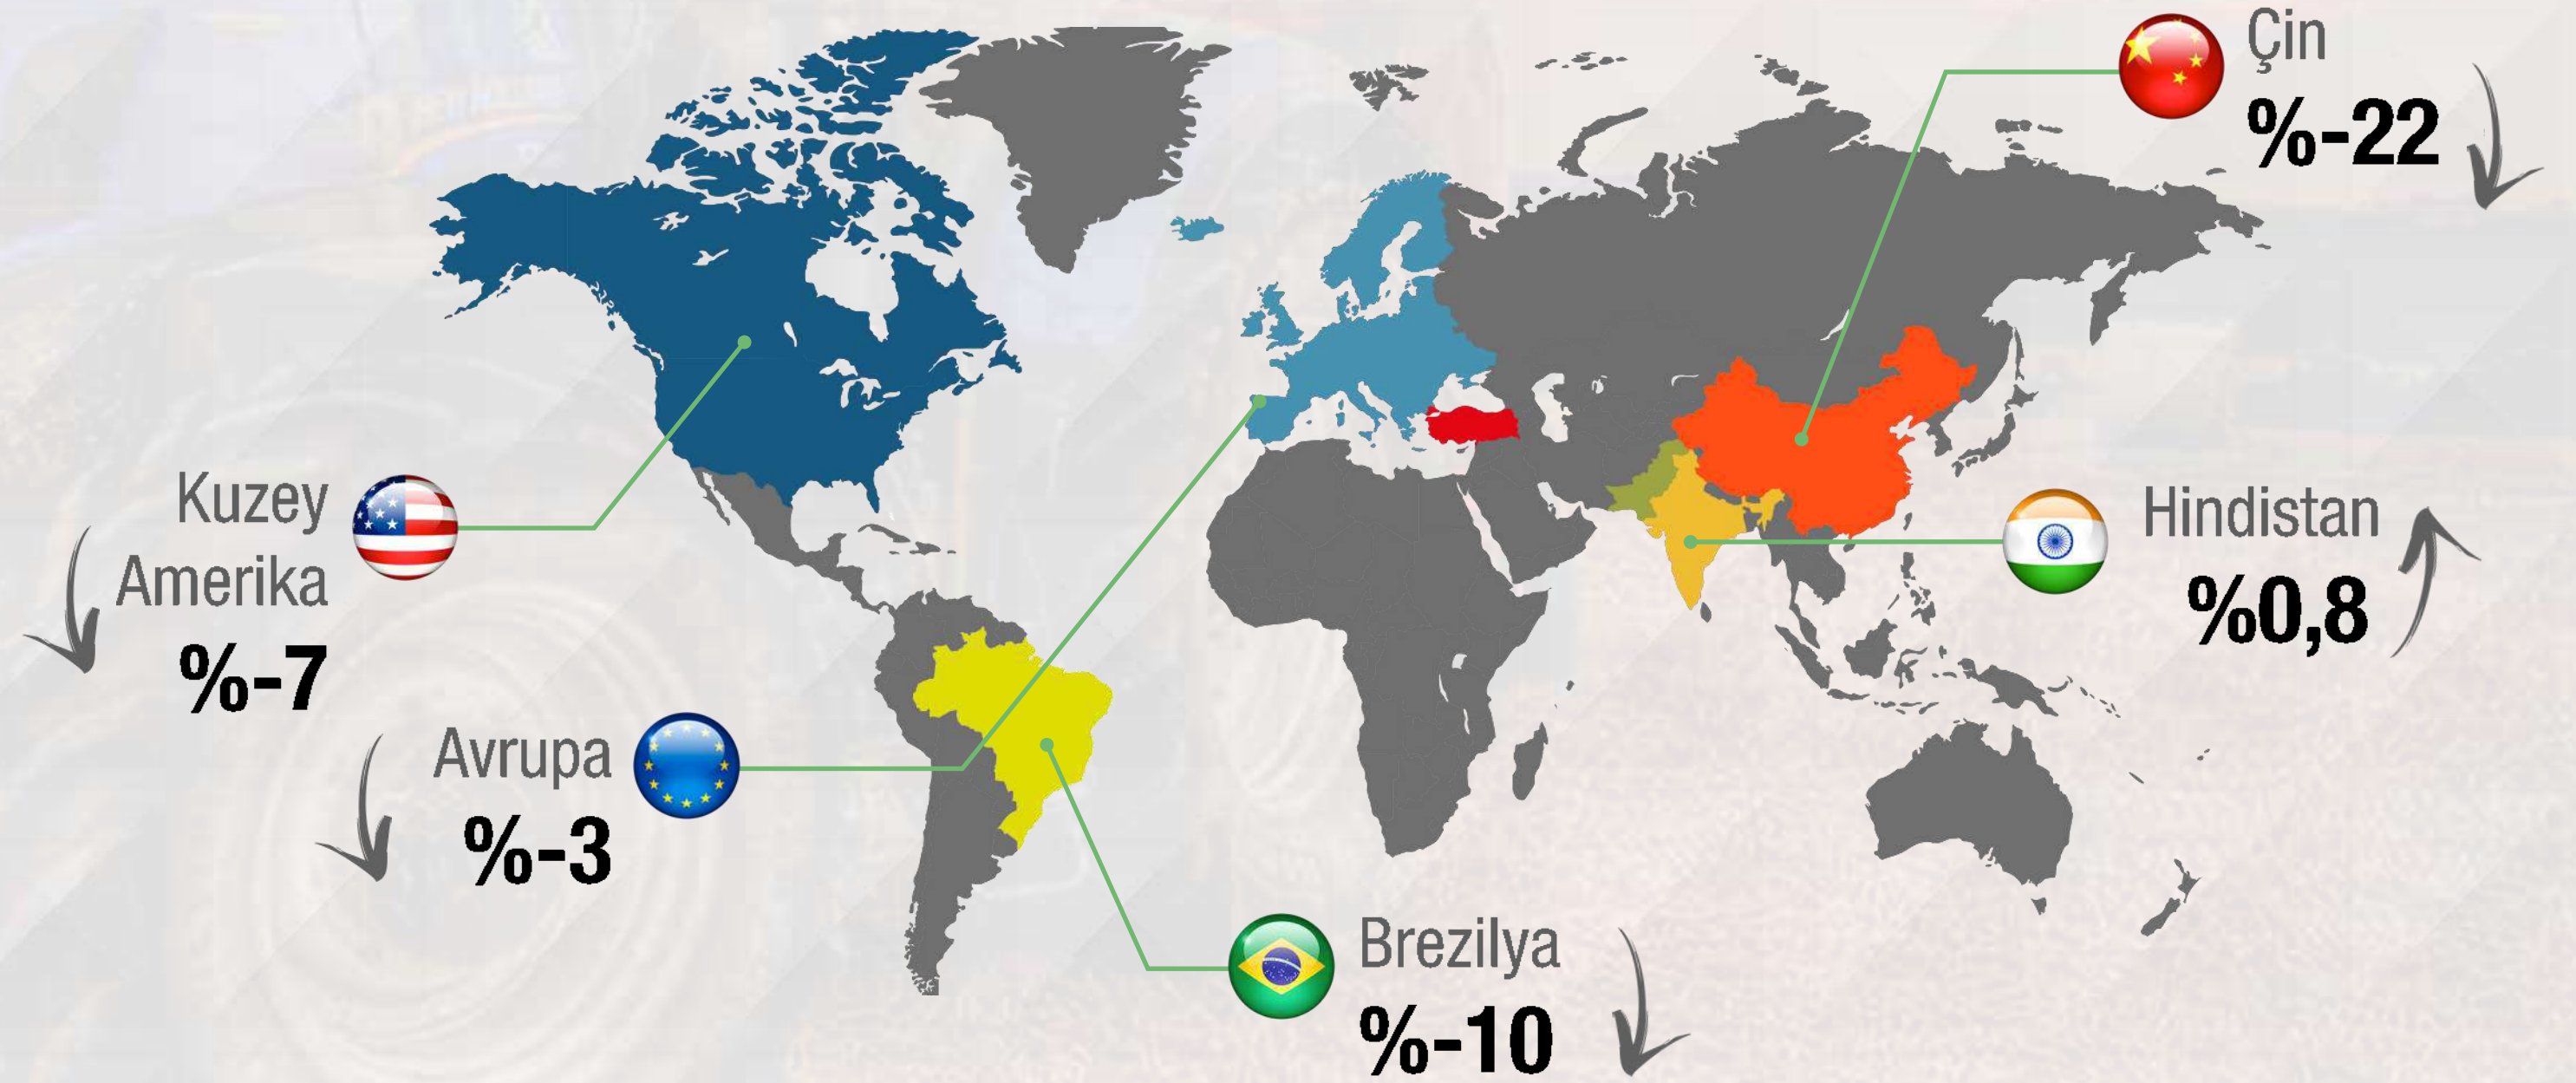 Çin
%-22
Kuzey
Amerika
%-7
Hindistan
%0,8
Avrupa
%-3
Brezilya
%-10